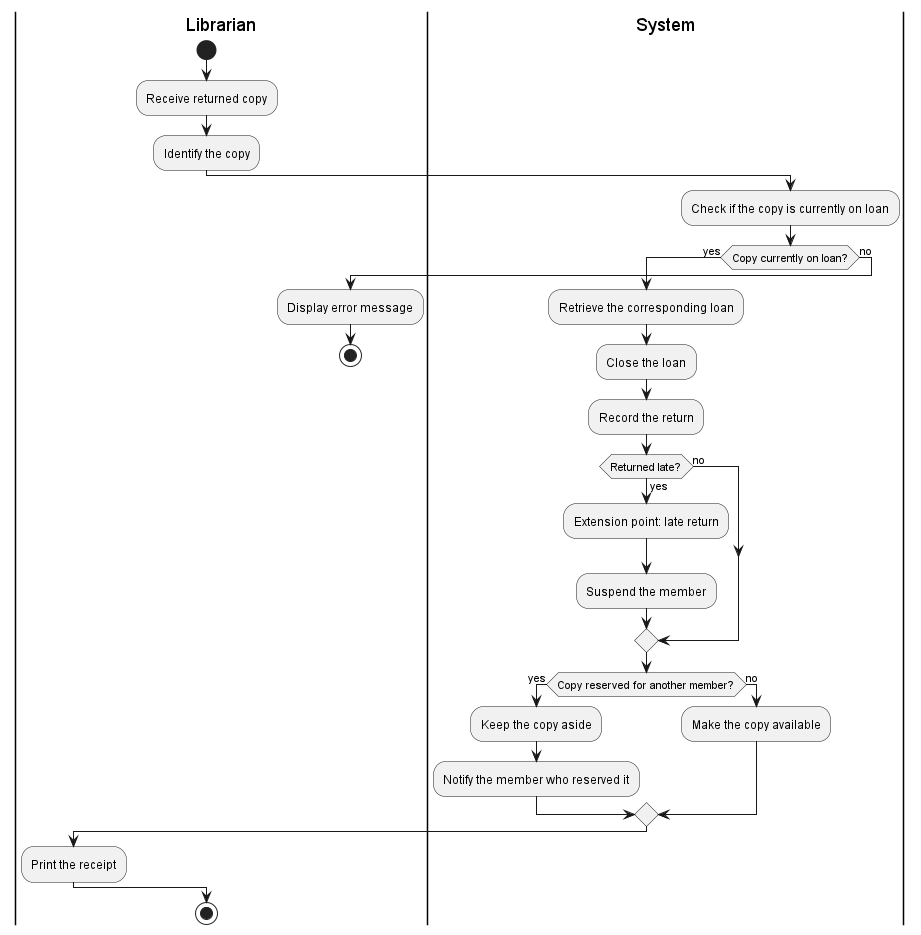 Librarian
System
Receive returned copy
Identify the copy
Check if the copy is currently on loan
yes
Copy currently on loan?
no
Display error message
Retrieve the corresponding loan
Close the loan
Record the return
Returned late?
no
yes
Extension point: late return
Suspend the member
yes
Copy reserved for another member?
no
Keep the copy aside
Make the copy available
Notify the member who reserved it
Print the receipt